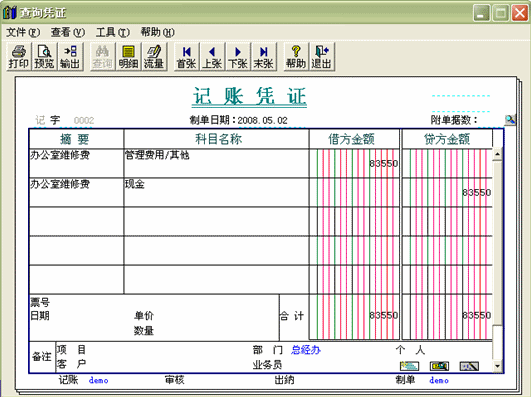 查询凭证
文件(F) 查看(V) 工具(T) 帮助(H)
打印 预览 输出 查询 明细 流量 首张 上张 下张 末张 帮助 退出
记账凭证
记 字 0002 制单日期:2008.05.02 附单据数:
摘 要 科目名称 借方金额 贷方金额
办公室维修费 管理费用/其他 83550
办公室维修费 现金 83550
票号
日期 单价 合 计 83550 83550
数量
备注 项 目 部 门 总经办 个 人
客 户 业务员
记账 demo 审核 出纳 制单 demo